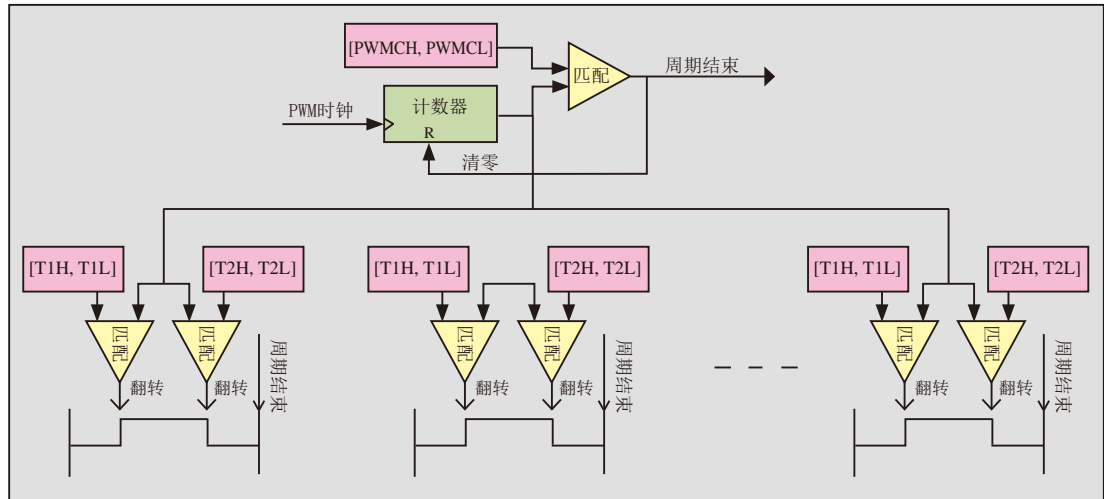 [PWMCH, PWMCL]
匹配
周期结束
计数器
PWM时钟
R
清零
[T1H, T1L]
[T2H, T2L]
[T1H, T1L]
[T2H, T2L]
[T1H, T1L]
[T2H, T2L]
匹配
匹配
周期结束
匹配
匹配
周期结束
匹配
匹配
周期结束
翻转
翻转
翻转
翻转
翻转
翻转